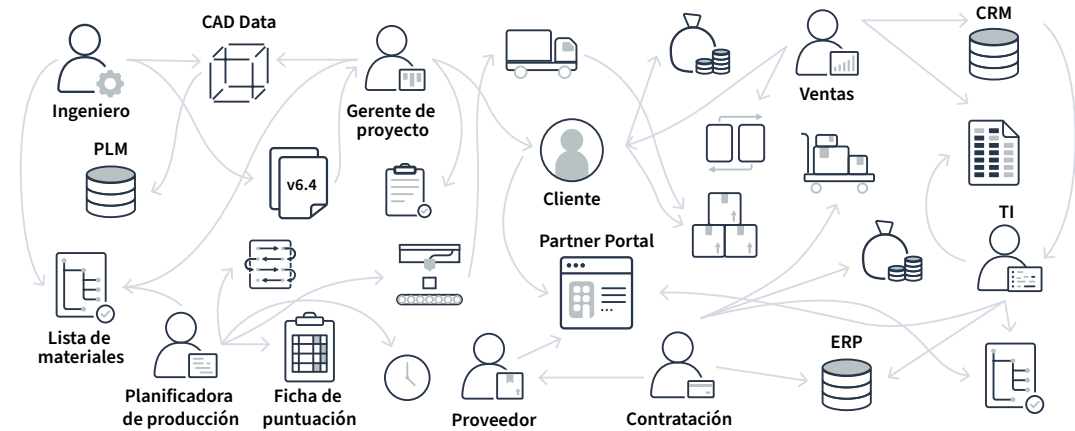 CAD Data
CRM
Ingeniero
Gerente de
proyecto
Ventas
PLM
v6.4
Cliente
TI
Partner Portal
Lista de
materiales
ERP
Planificadora
de producción
Ficha de
puntuación
Proveedor
Contratación